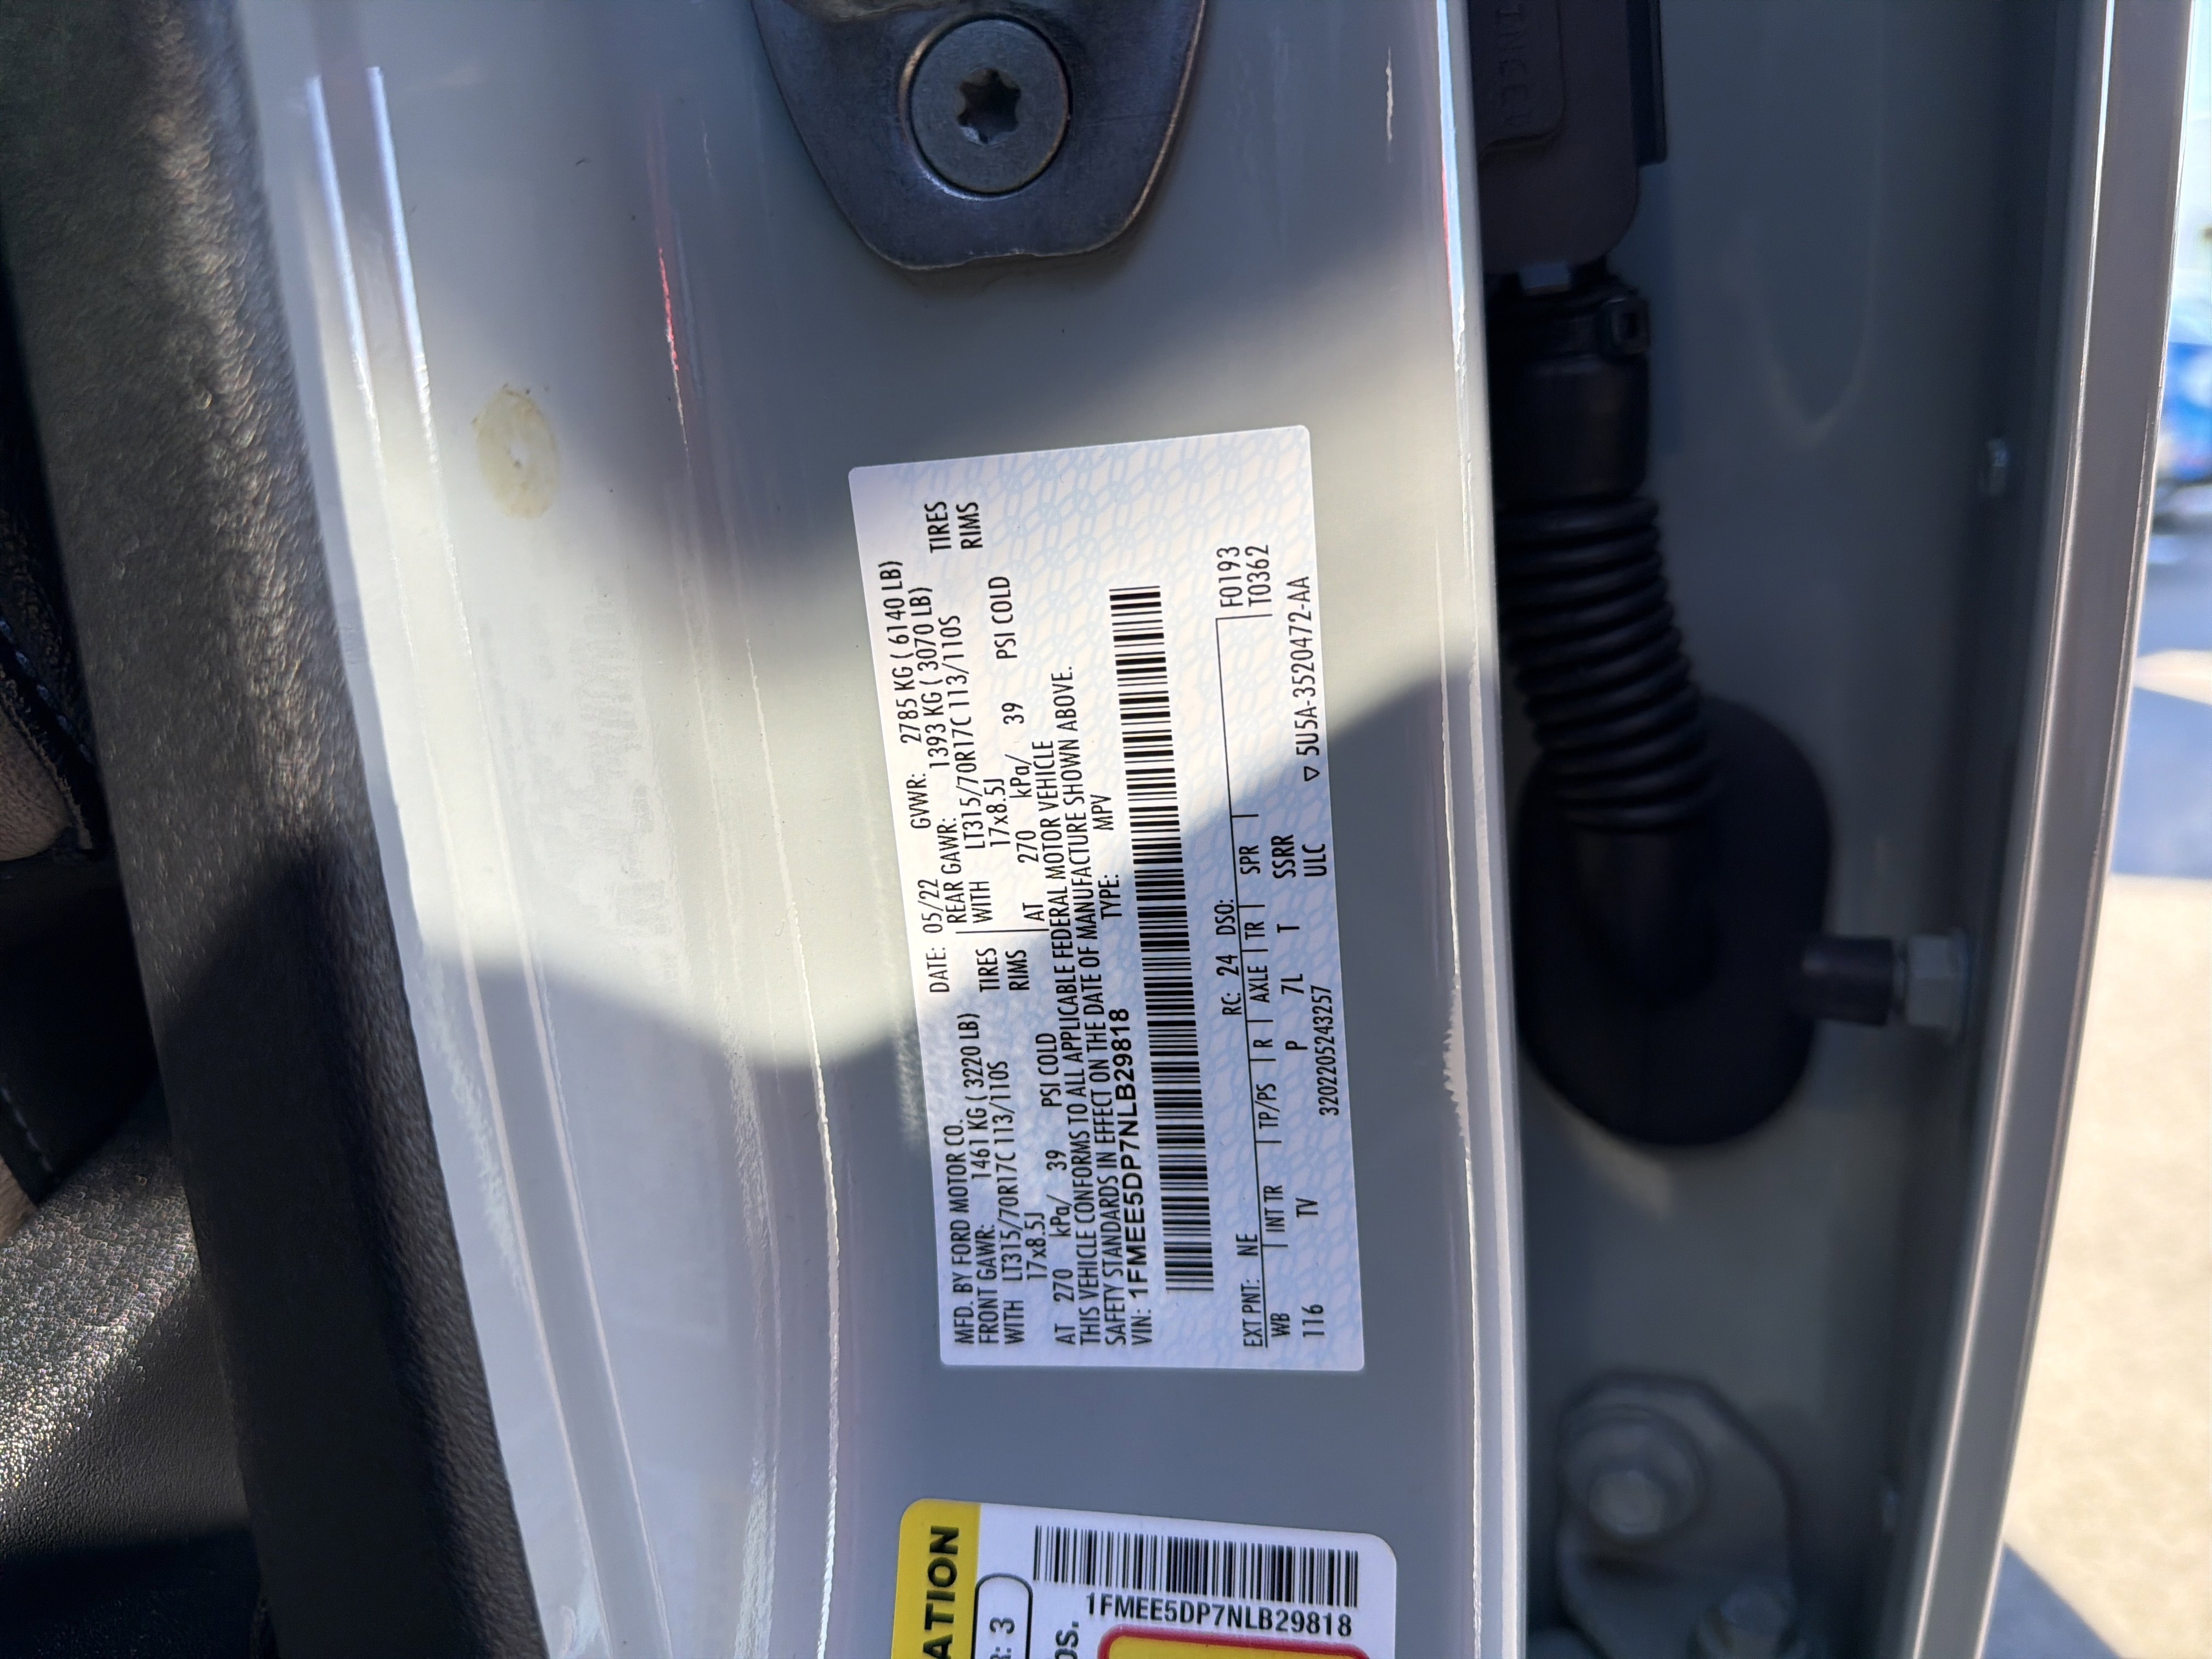 MFD. BY FORD MOTOR CO.
DATE: 05/22 GVWR: 2785 KG ( 6140 LB)
FRONT GAWR: 1461 KG ( 3220 LB) REAR GAWR: 1393 KG ( 3070 LB)
WITH LT315/70R17C 113/110S TIRES WITH LT315/70R17C 113/110S TIRES
17x8.5J RIMS 17x8.5J RIMS
AT 270 kPa/ 39 PSI COLD AT 270 kPa/ 39 PSI COLD
THIS VEHICLE CONFORMS TO ALL APPLICABLE FEDERAL MOTOR VEHICLE
SAFETY STANDARDS IN EFFECT ON THE DATE OF MANUFACTURE SHOWN ABOVE.
VIN: 1FMEE5DP7NLB29818 TYPE: MPV
EXT PNT: NE RC: 24 DSO: F0193
WB INT TR TP/PS R AXLE TR SPR T0362
116 TV P 7L T SSRR
3202205243257 ULC ▽ 5U5A-3520472-AA
ATION
R: 3
OS.
1FMEE5DP7NLB29818